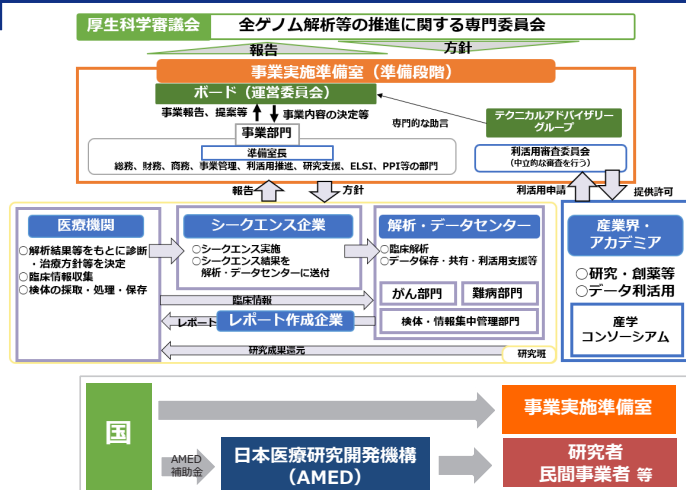 厚生科学審議会 全ゲノム解析等の推進に関する専門委員会
報告
方針
事業実施準備室（準備段階）
ボード（運営委員会）
事業報告、提案等
事業内容の決定等
専門的な助言
テクニカルアドバイザリー
グループ
事業部門
準備室長
総務、財務、商務、事業管理、利活用推進、研究支援、ELSI、PPI等の部門
利活用審査委員会
（中立的な審査を行う）
報告
方針
利活用申請
提供許可
医療機関
○解析結果等をもとに診断
・治療方針等を決定
○臨床情報収集
○検体の採取・処理・保存
シークエンス企業
○シークエンス実施
○シークエンス結果を
解析・データセンターに送付
解析・データセンター
○臨床解析
○データ保存・共有・利活用支援等
がん部門
難病部門
検体・情報集中管理部門
臨床情報
レポート
レポート作成企業
研究成果還元
研究班
産業界・
アカデミア
○研究・創薬等
○データ利活用
産学
コンソーシアム
国
事業実施準備室
AMED
補助金
日本医療研究開発機構
（AMED）
研究者
民間事業者 等